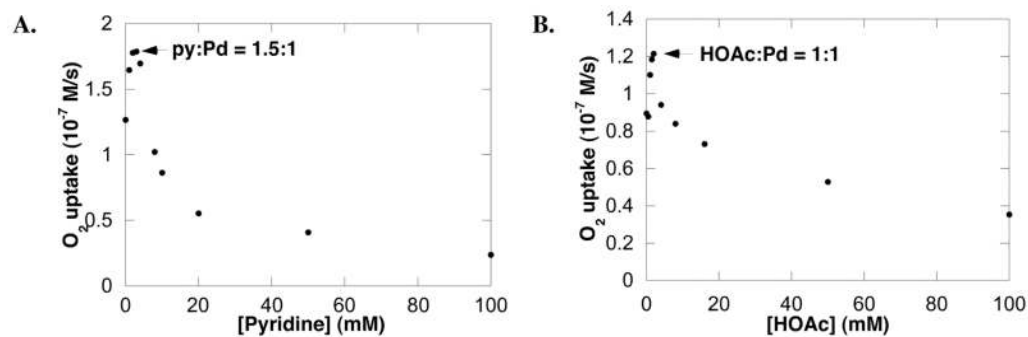 A.
2
1.5
1
0.5
0
O₂ uptake (10⁻⁷ M/s)
py:Pd = 1.5:1
0 20 40 60 80 100
[Pyridine] (mM)
B.
1.4
1.2
1
0.8
0.6
0.4
0.2
0
O₂ uptake (10⁻⁷ M/s)
HOAc:Pd = 1:1
0 20 40 60 80 100
[HOAc] (mM)